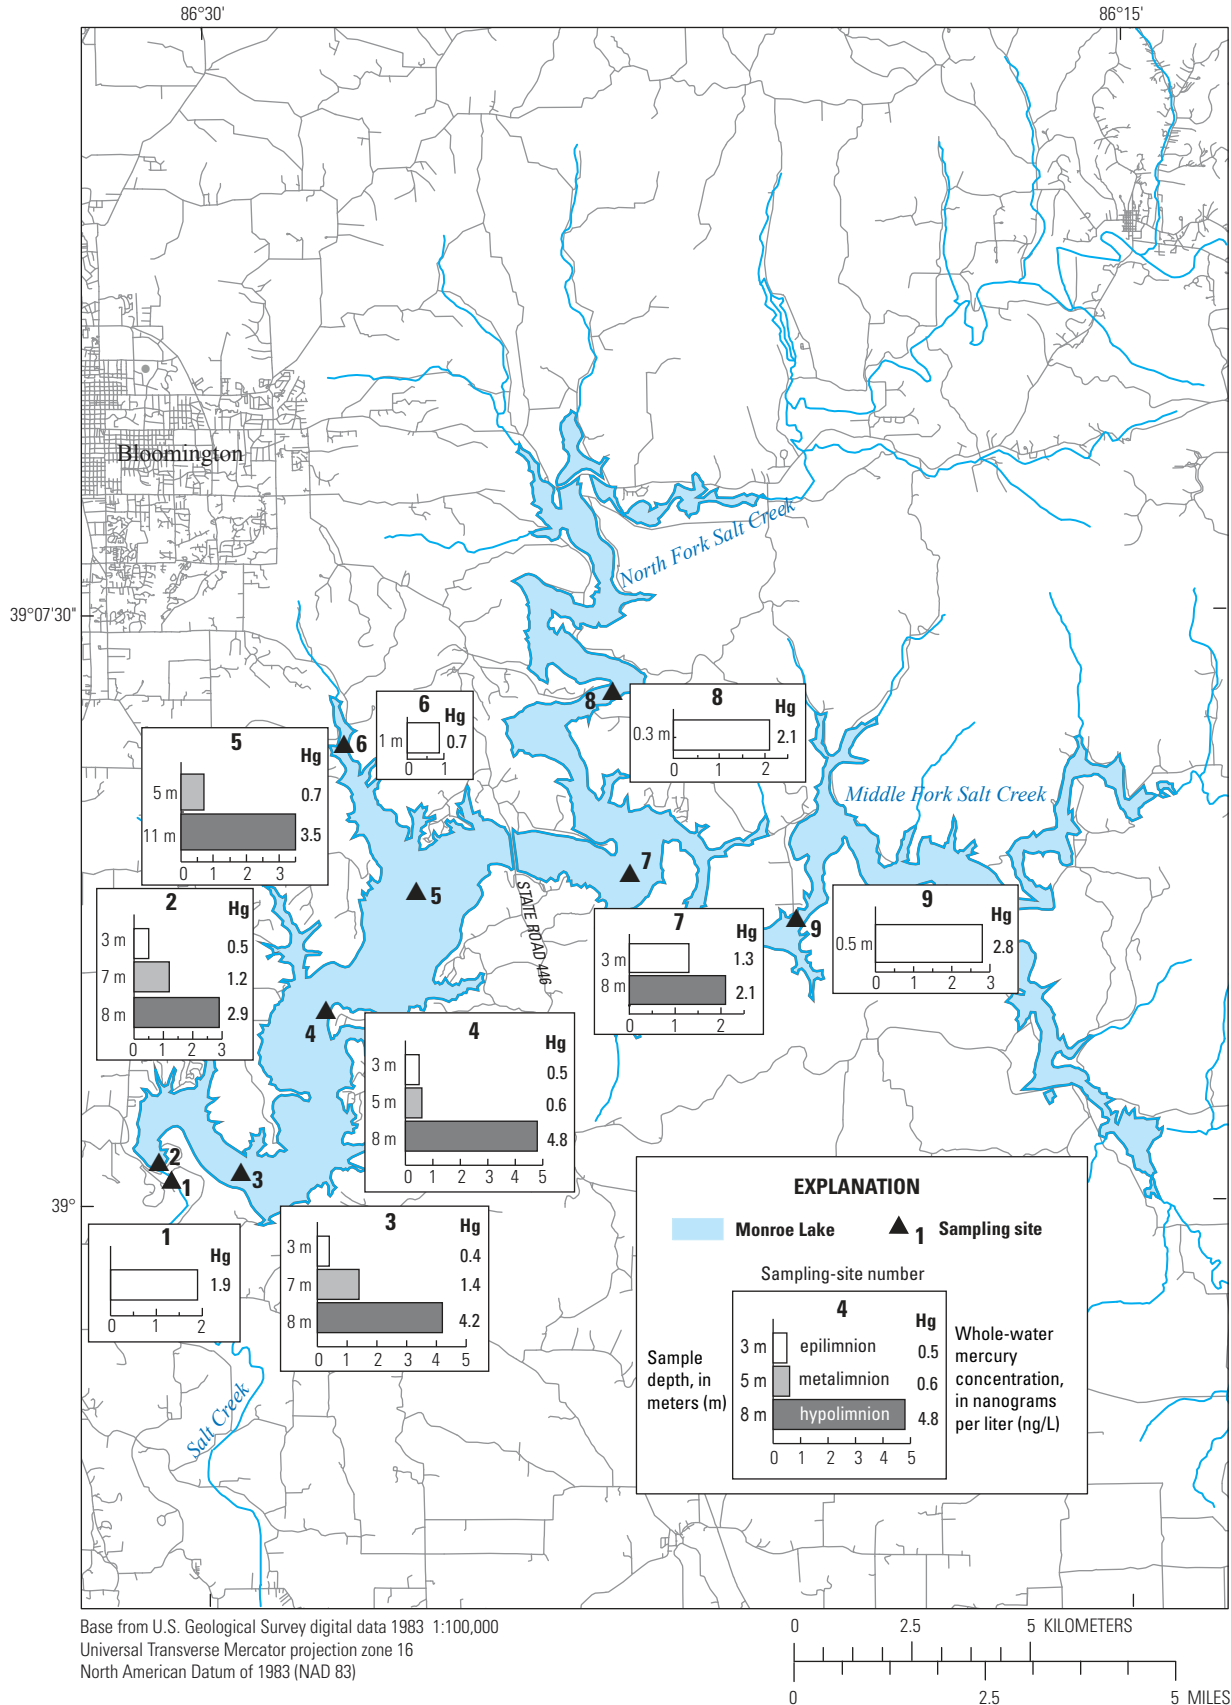 86°30'
86°15'
Bloomington
North Fork Salt Creek
39°07'30"
8
8
Hg
0.3 m
2.1
0 1 2
6
Hg
1 m
0.7
0 1
6
5
Hg
5 m
0.7
11 m
3.5
0 1 2 3
Middle Fork Salt Creek
7
5
STATE ROAD 446
2
Hg
3 m
0.5
7 m
1.2
8 m
2.9
0 1 2 3
9
Hg
0.5 m
2.8
0 1 2 3
9
7
Hg
3 m
1.3
8 m
2.1
0 1 2
4
4
Hg
3 m
0.5
5 m
0.6
8 m
4.8
0 1 2 3 4 5
2
3
1
39°
1
Hg
1.9
0 1 2
3
Hg
3 m
0.4
7 m
1.4
8 m
4.2
0 1 2 3 4 5
Salt Creek
EXPLANATION
Monroe Lake
1 Sampling site
Sampling-site number
4
Hg
3 m epilimnion 0.5
5 m metalimnion 0.6
8 m hypolimnion 4.8
0 1 2 3 4 5
Sample
depth, in
meters (m)
Whole-water
mercury
concentration,
in nanograms
per liter (ng/L)
Base from U.S. Geological Survey digital data 1983 1:100,000
Universal Transverse Mercator projection zone 16
North American Datum of 1983 (NAD 83)
0 2.5 5 KILOMETERS
0 2.5 5 MILES